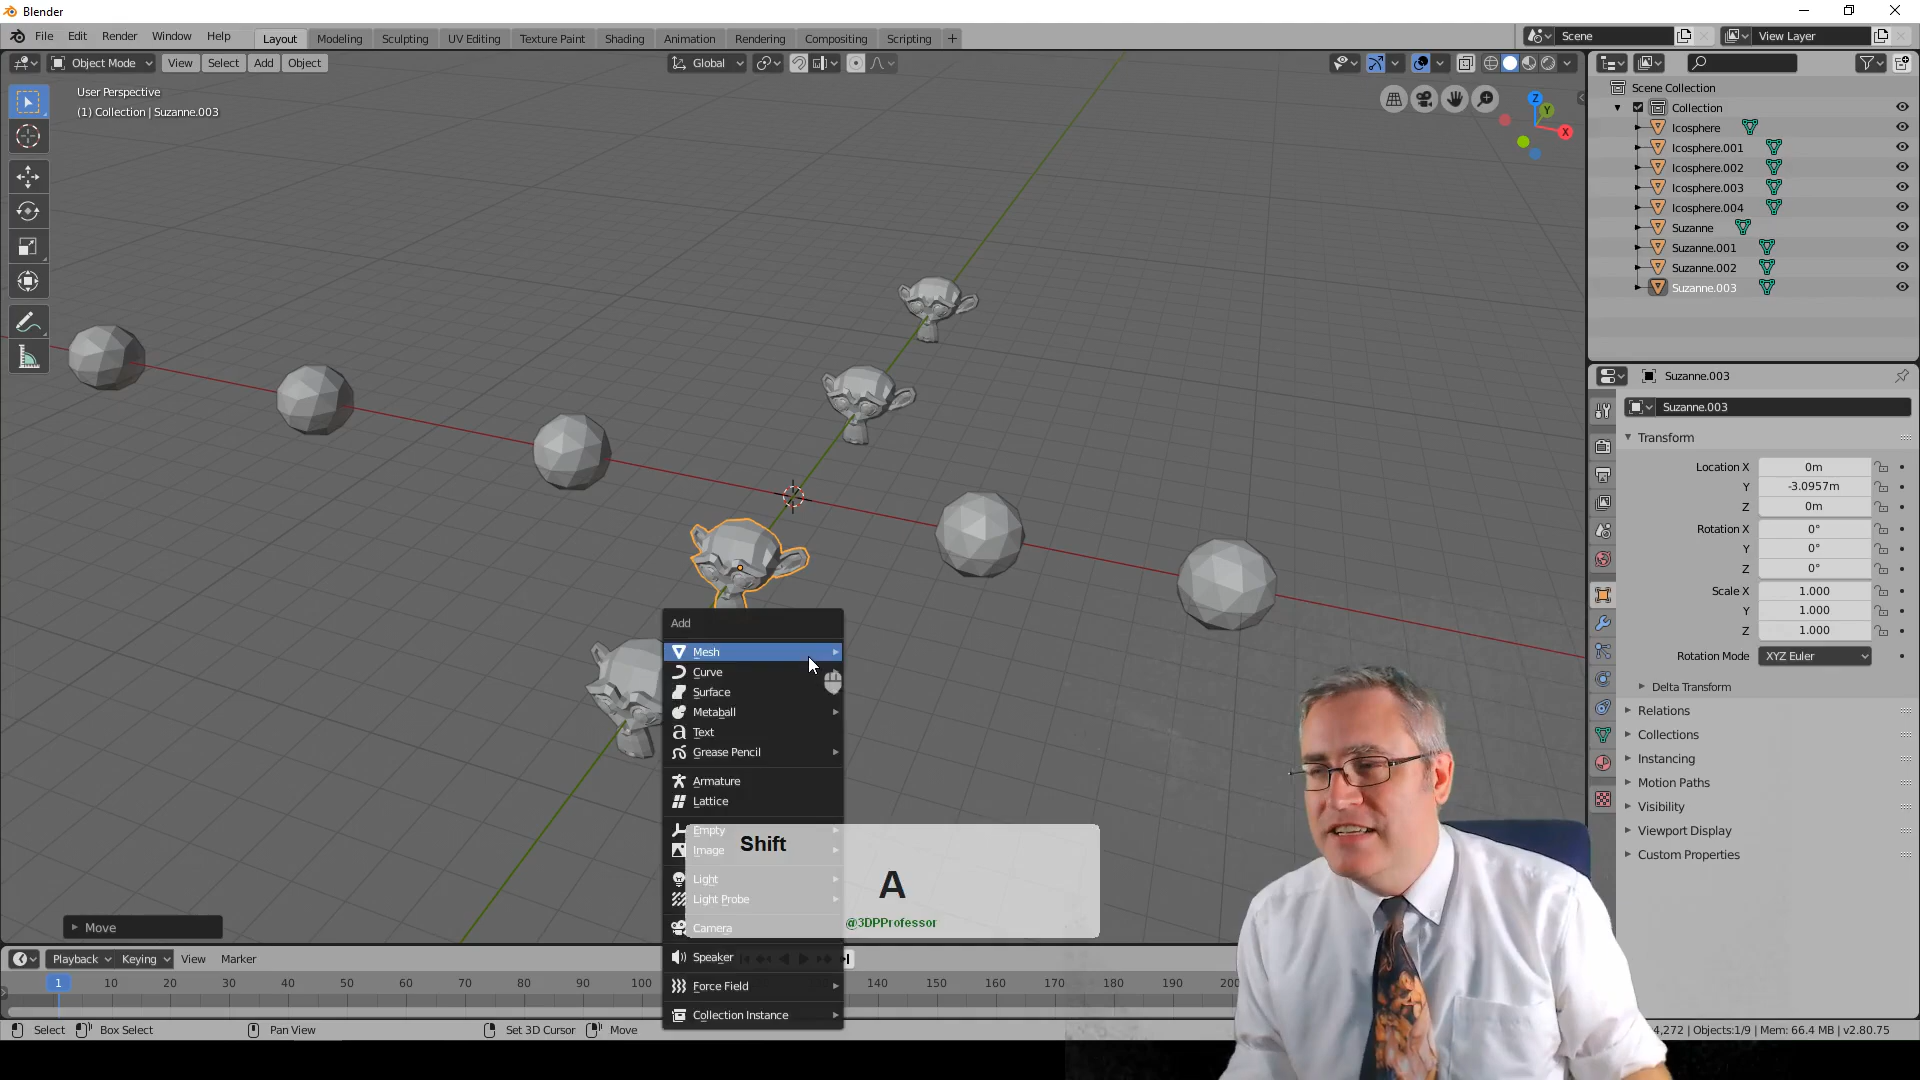 Blender
File Edit Render Window Help
Layout Modeling Sculpting UV Editing Texture Paint Shading Animation Rendering Compositing Scripting +
Scene
View Layer
Object Mode View Select Add Object
Global
User Perspective
(1) Collection | Suzanne.003
Z
Y
X
Scene Collection
Collection
Icosphere
Icosphere.001
Icosphere.002
Icosphere.003
Icosphere.004
Suzanne
Suzanne.001
Suzanne.002
Suzanne.003
Suzanne.003
Suzanne.003
Transform
Location X 0m
Y -3.0957m
Z 0m
Rotation X 0°
Y 0°
Z 0°
Scale X 1.000
Y 1.000
Z 1.000
Rotation Mode XYZ Euler
Delta Transform
Relations
Collections
Instancing
Motion Paths
Visibility
Viewport Display
Custom Properties
Add
Mesh
Curve
Surface
Metaball
Text
Grease Pencil
Armature
Lattice
Empty
Image
Light
Light Probe
Camera
Speaker
Force Field
Collection Instance
Shift
A
@3DPProfessor
Move
Playback Keying View Marker
1 10 20 30 40 50 60 70 80 90 100 140 150 160 170 180 190
Select Box Select Pan View Set 3D Cursor Move
4,272 | Objects:1/9 | Mem: 66.4 MB | v2.80.75